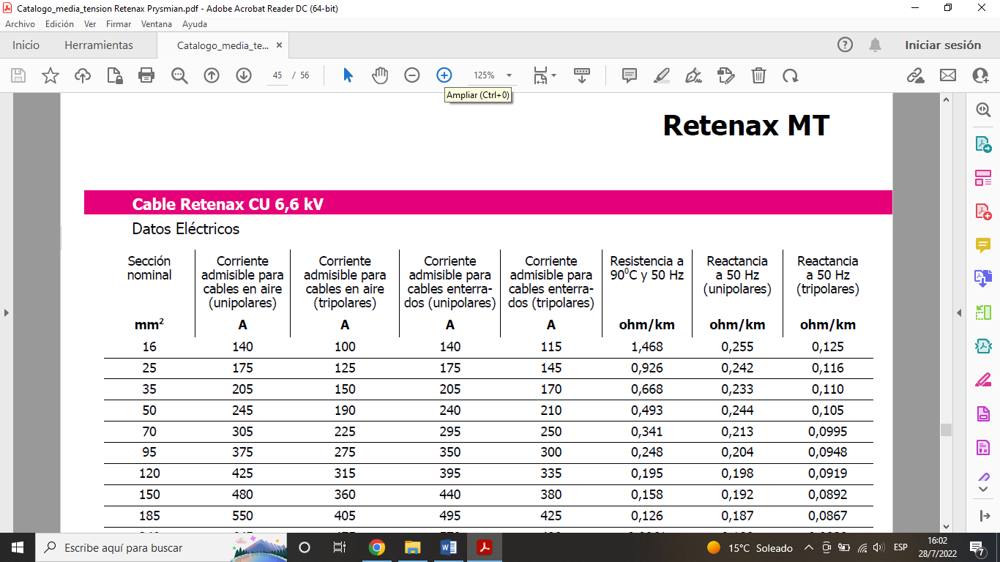 Catalogo_media_tension Retenax Prysmian.pdf - Adobe Acrobat Reader DC (64-bit)
Archivo Edición Ver Firmar Ventana Ayuda
Inicio Herramientas Catalogo_media_te... × Iniciar sesión
45 / 56 125%
Ampliar (Ctrl+0)
Retenax MT
Cable Retenax CU 6,6 kV
Datos Eléctricos
Sección Corriente Corriente Corriente Corriente Resistencia a Reactancia Reactancia
nominal admisible para admisible para admisible para admisible para 90⁰C y 50 Hz a 50 Hz a 50 Hz
cables en aire cables en aire cables enterra- cables enterra- (unipolares) (tripolares)
(unipolares) (tripolares) dos (unipolares) dos (tripolares)
mm² A A A A ohm/km ohm/km ohm/km
16 140 100 140 115 1,468 0,255 0,125
25 175 125 175 145 0,926 0,242 0,116
35 205 150 205 170 0,668 0,233 0,110
50 245 190 240 210 0,493 0,244 0,105
70 305 225 295 250 0,341 0,213 0,0995
95 375 275 350 300 0,248 0,204 0,0948
120 425 315 395 335 0,195 0,198 0,0919
150 480 360 440 380 0,158 0,192 0,0892
185 550 405 495 425 0,126 0,187 0,0867
Escribe aquí para buscar 15°C Soleado ESP 16:02
28/7/2022 7